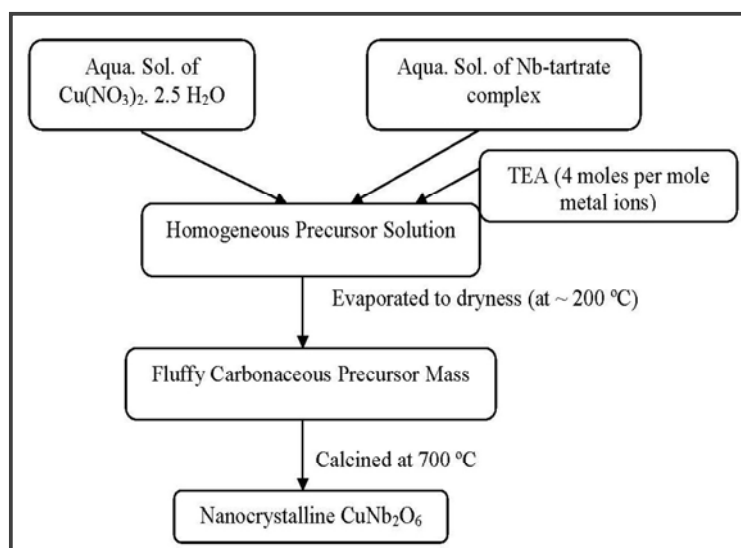 Aqua. Sol. of
Cu(NO₃)₂. 2.5 H₂O
Aqua. Sol. of Nb-tartrate
complex
TEA (4 moles per mole
metal ions)
Homogeneous Precursor Solution
Evaporated to dryness (at ~ 200 ºC)
Fluffy Carbonaceous Precursor Mass
Calcined at 700 ºC
Nanocrystalline CuNb₂O₆